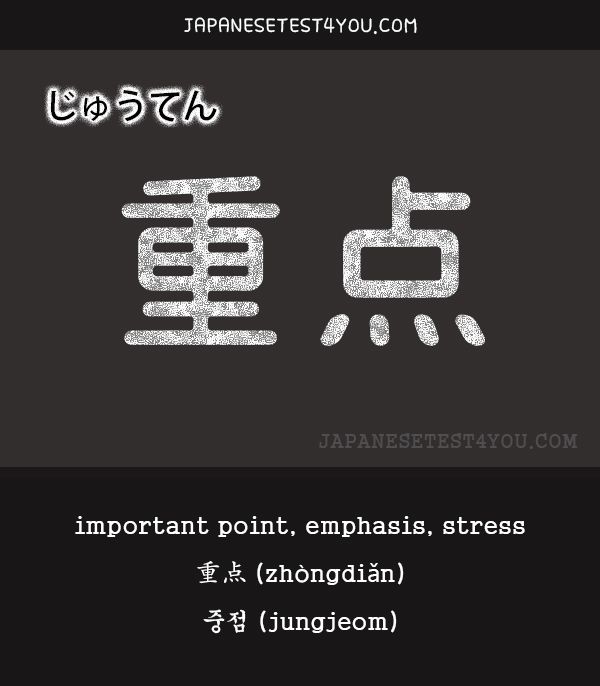 JAPANESETEST4YOU.COM
じゅうてん
重点
JAPANESETEST4YOU.COM
important point, emphasis, stress
重点 (zhòngdiǎn)
중점 (jungjeom)